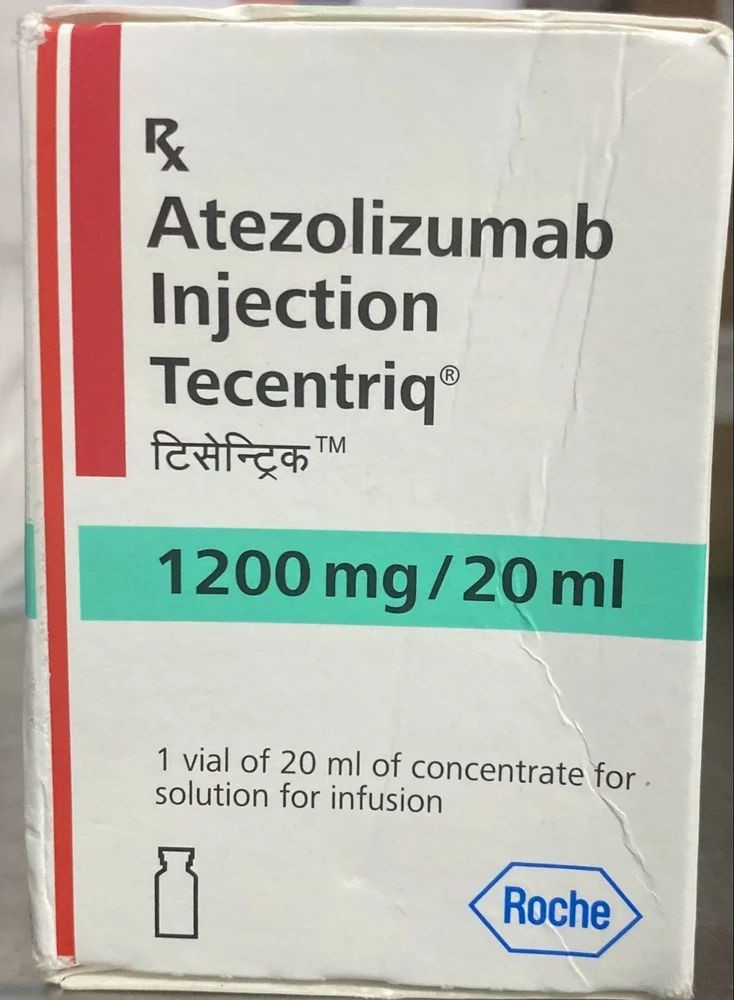 Rx
Atezolizumab
Injection
Tecentriq®
टिसेन्ट्रिक™
1200 mg / 20 ml
1 vial of 20 ml of concentrate for
solution for infusion
Roche